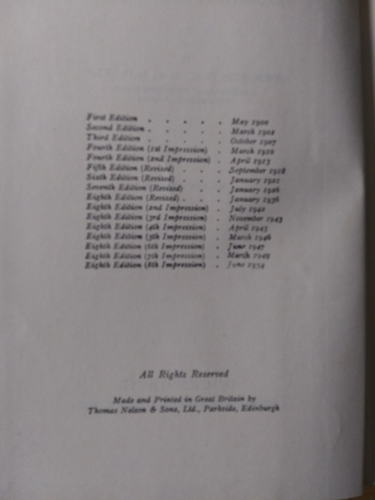 First Edition . . . . . May 1900
Second Edition . . . . . March 1902
Third Edition . . . . . October 1907
Fourth Edition (1st Impression) . March 1910
Fourth Edition (2nd Impression) . April 1913
Fifth Edition (Revised) . . September 1918
Sixth Edition (Revised) . . January 1922
Seventh Edition (Revised) . January 1926
Eighth Edition (Revised) . . January 1936
Eighth Edition (2nd Impression) . July 1942
Eighth Edition (3rd Impression) . November 1943
Eighth Edition (4th Impression) . April 1945
Eighth Edition (5th Impression) . March 1946
Eighth Edition (6th Impression) . June 1947
Eighth Edition (7th Impression) . March 1949
Eighth Edition (8th Impression) . June 1954
All Rights Reserved
Made and Printed in Great Britain by
Thomas Nelson & Sons, Ltd., Parkside, Edinburgh